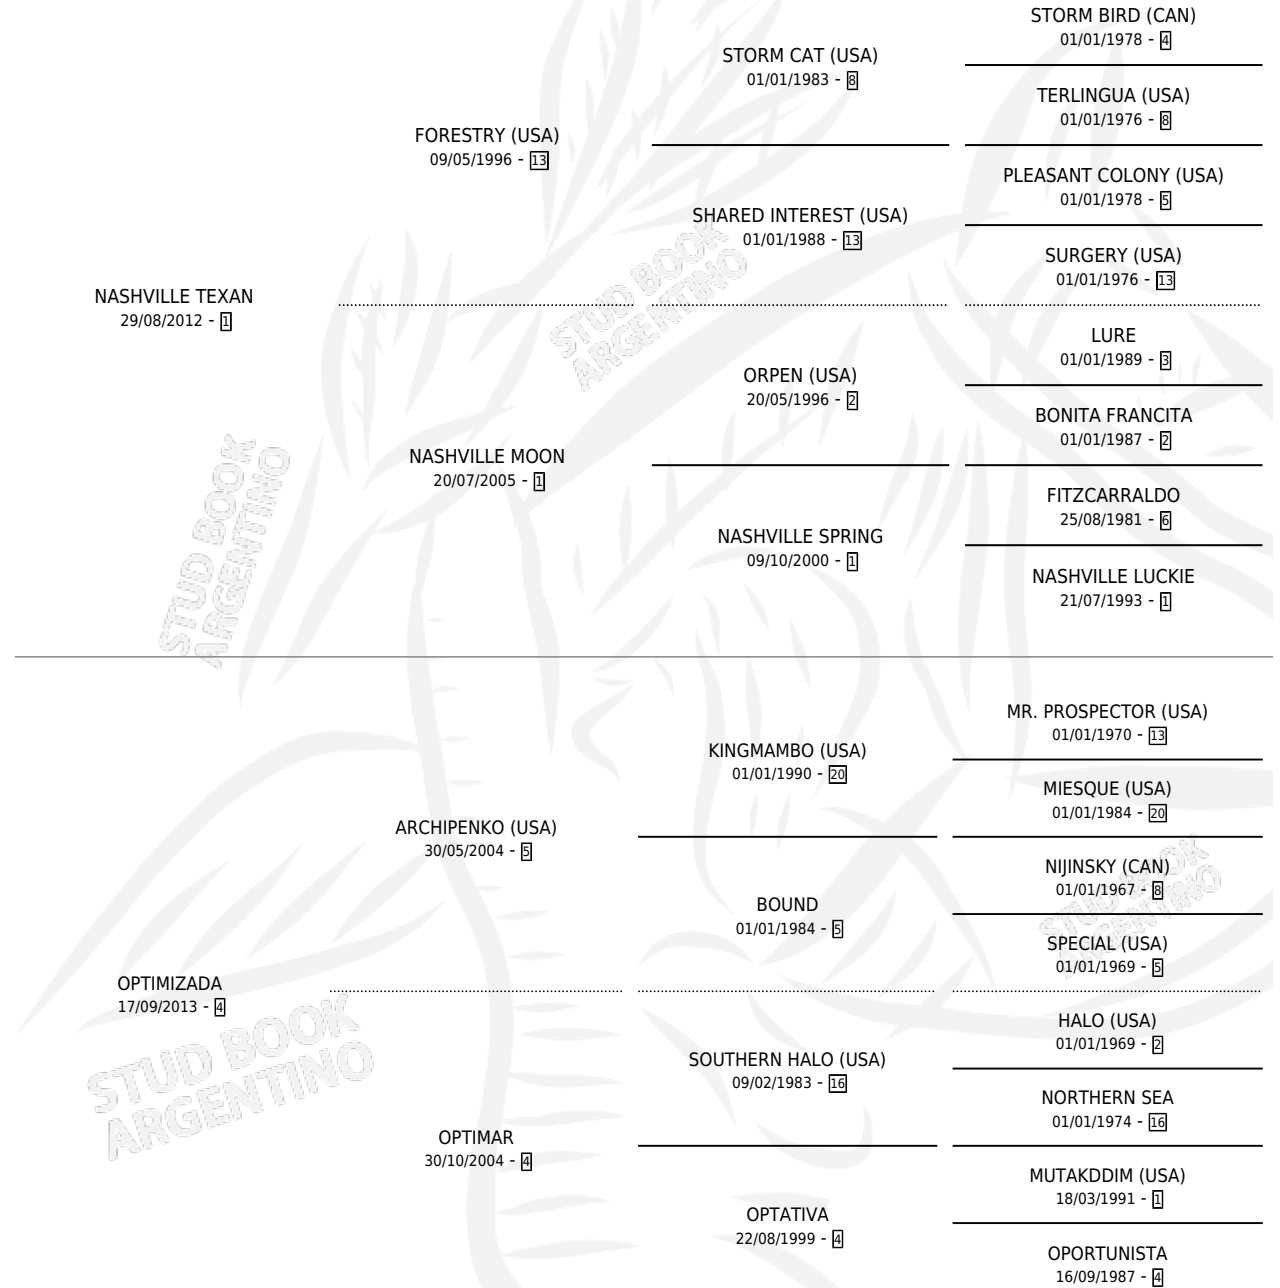 STORM BIRD (CAN)
01/01/1978 - 4
STORM CAT (USA)
01/01/1983 - 8
TERLINGUA (USA)
01/01/1976 - 8
FORESTRY (USA)
09/05/1996 - 13
PLEASANT COLONY (USA)
01/01/1978 - 5
SHARED INTEREST (USA)
01/01/1988 - 13
SURGERY (USA)
01/01/1976 - 13
NASHVILLE TEXAN
29/08/2012 - 1
LURE
01/01/1989 - 3
ORPEN (USA)
20/05/1996 - 2
BONITA FRANCITA
01/01/1987 - 2
NASHVILLE MOON
20/07/2005 - 1
FITZCARRALDO
25/08/1981 - 6
NASHVILLE SPRING
09/10/2000 - 1
NASHVILLE LUCKIE
21/07/1993 - 1
MR. PROSPECTOR (USA)
01/01/1970 - 13
KINGMAMBO (USA)
01/01/1990 - 20
MIESQUE (USA)
01/01/1984 - 20
ARCHIPENKO (USA)
30/05/2004 - 5
NIJINSKY (CAN)
01/01/1967 - 8
BOUND
01/01/1984 - 5
SPECIAL (USA)
01/01/1969 - 5
OPTIMIZADA
17/09/2013 - 4
HALO (USA)
01/01/1969 - 2
SOUTHERN HALO (USA)
09/02/1983 - 16
NORTHERN SEA
01/01/1974 - 16
OPTIMAR
30/10/2004 - 4
MUTAKDDIM (USA)
18/03/1991 - 1
OPTATIVA
22/08/1999 - 4
OPORTUNISTA
16/09/1987 - 4
STUD BOOK
ARGENTINO
STUD BOOK
ARGENTINO
STUD BOOK
ARGENTINO
STUD BOOK
ARGENTINO